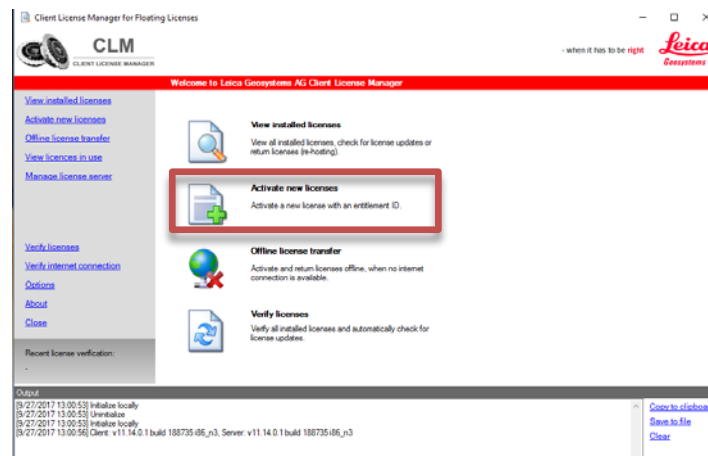 Client License Manager for Floating Licenses
CLM
CLIENT LICENSE MANAGER
- when it has to be right
Leica
Geosystems
Welcome to Leica Geosystems AG Client License Manager
View installed licenses
Activate new licenses
Offline license transfer
View licences in use
Manage license server
Verify licenses
Verify internet connection
Options
About
Close
Recent license verification:
-
View installed licenses
View all installed licenses, check for license updates or
return licenses (re-hosting).
Activate new licenses
Activate a new license with an entitlement ID.
Offline license transfer
Activate and return licenses offline, when no internet
connection is available.
Verify licenses
Verify all installed licenses and automatically check for
license updates.
Output
[9/27/2017 13:00:53] Initialize locally
[9/27/2017 13:00:53] Uninitialize
[9/27/2017 13:00:53] Initialize locally
[9/27/2017 13:00:56] Client: v11.14.0.1 build 188735 i86_n3, Server: v11.14.0.1 build 188735 i86_n3
Copy to clipboa
Save to file
Clear